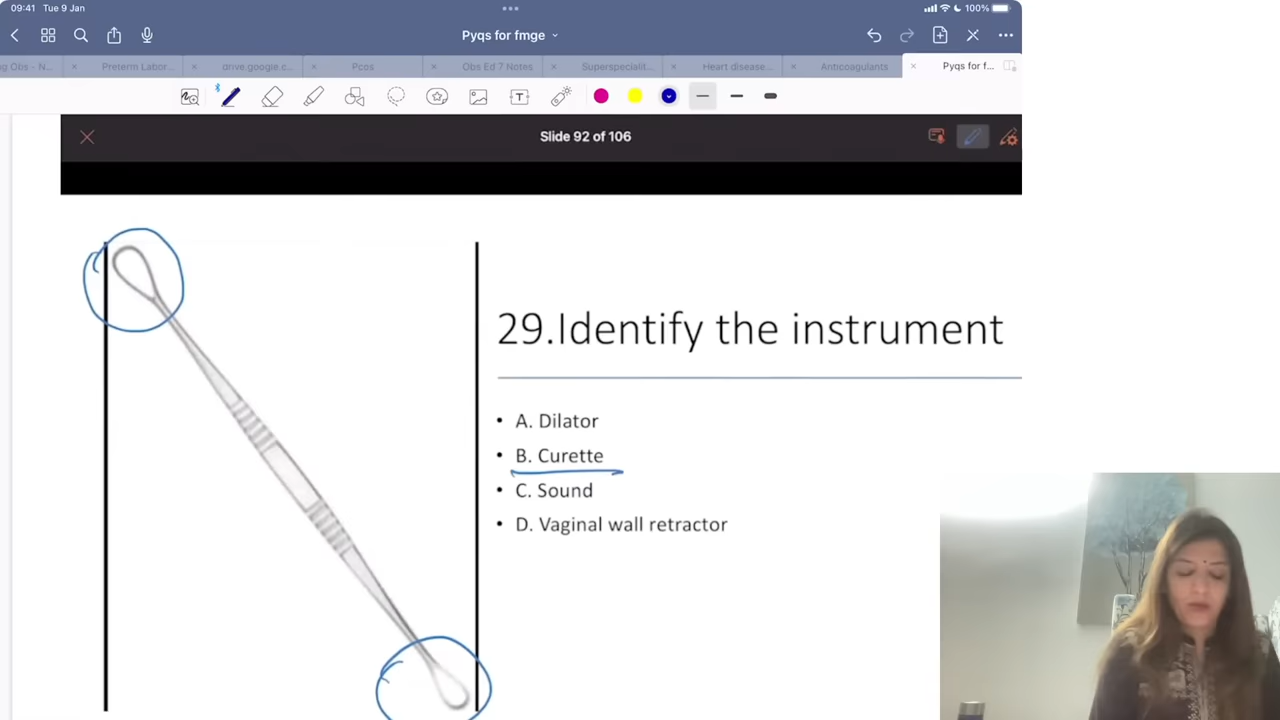 09:41 Tue 9 Jan
100%
Pyqs for fmge
g Obs - N...
Preterm Labor...
drive.google.c...
Pcos
Obs Ed 7 Notes
Superspecialit...
Heart disease...
Anticoagulants
Pyqs for f...
Slide 92 of 106
29.Identify the instrument
• A. Dilator
• B. Curette
• C. Sound
• D. Vaginal wall retractor